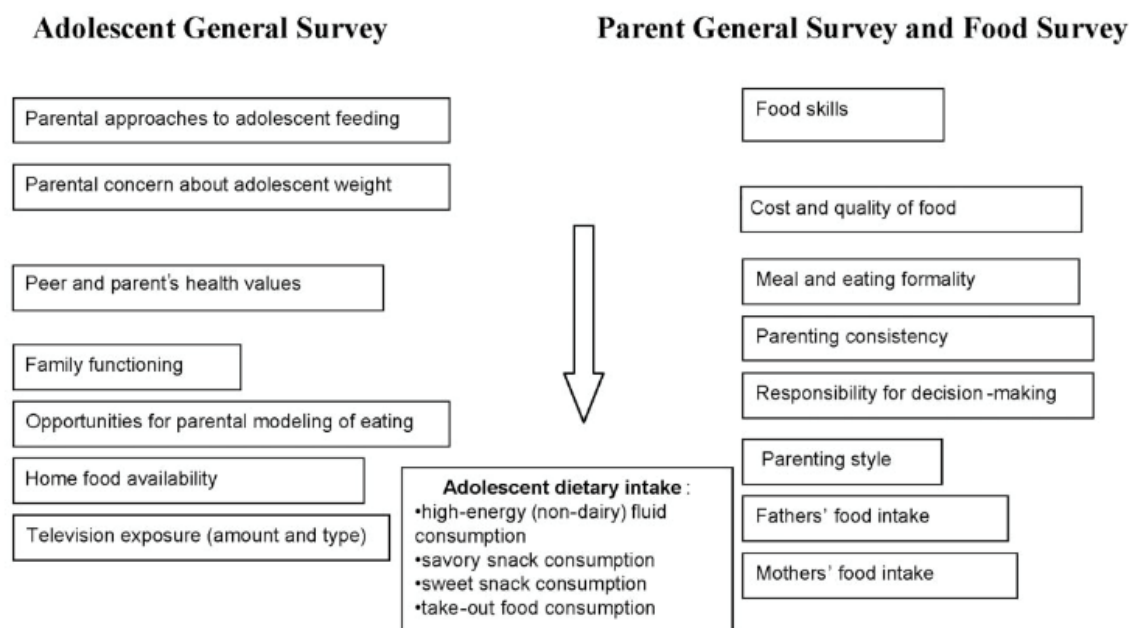 Adolescent General Survey
Parental approaches to adolescent feeding
Parental concern about adolescent weight
Peer and parent's health values
Family functioning
Opportunities for parental modeling of eating
Home food availability
Television exposure (amount and type)
Parent General Survey and Food Survey
Food skills
Cost and quality of food
Meal and eating formality
Parenting consistency
Responsibility for decision-making
Parenting style
Fathers' food intake
Mothers' food intake
Adolescent dietary intake :
•high-energy (non-dairy) fluid
consumption
•savory snack consumption
•sweet snack consumption
•take-out food consumption